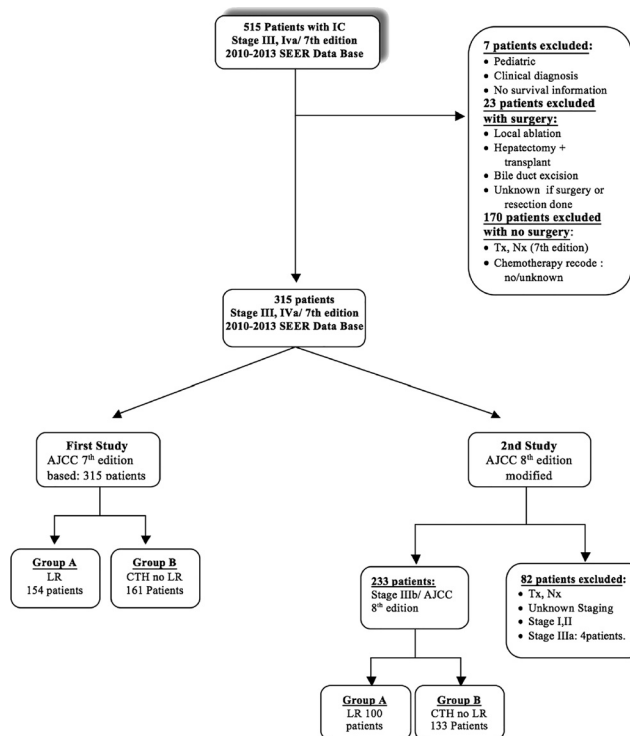 515 Patients with IC
Stage III, Iva/ 7th edition
2010-2013 SEER Data Base
7 patients excluded:
• Pediatric
• Clinical diagnosis
• No survival information
23 patients excluded
with surgery:
• Local ablation
• Hepatectomy +
transplant
• Bile duct excision
• Unknown if surgery or
resection done
170 patients excluded
with no surgery:
• Tx, Nx (7th edition)
• Chemotherapy recode :
no/unknown
315 patients
Stage III, IVa/ 7th edition
2010-2013 SEER Data Base
First Study
AJCC 7th edition
based: 315 patients
2nd Study
AJCC 8th edition
modified
Group A
LR
154 patients
Group B
CTH no LR
161 Patients
233 patients:
Stage IIIb/ AJCC
8th edition
82 patients excluded:
• Tx, Nx
• Unknown Staging
• Stage I,II
• Stage IIIa: 4patients.
Group A
LR 100
patients
Group B
CTH no LR
133 Patients